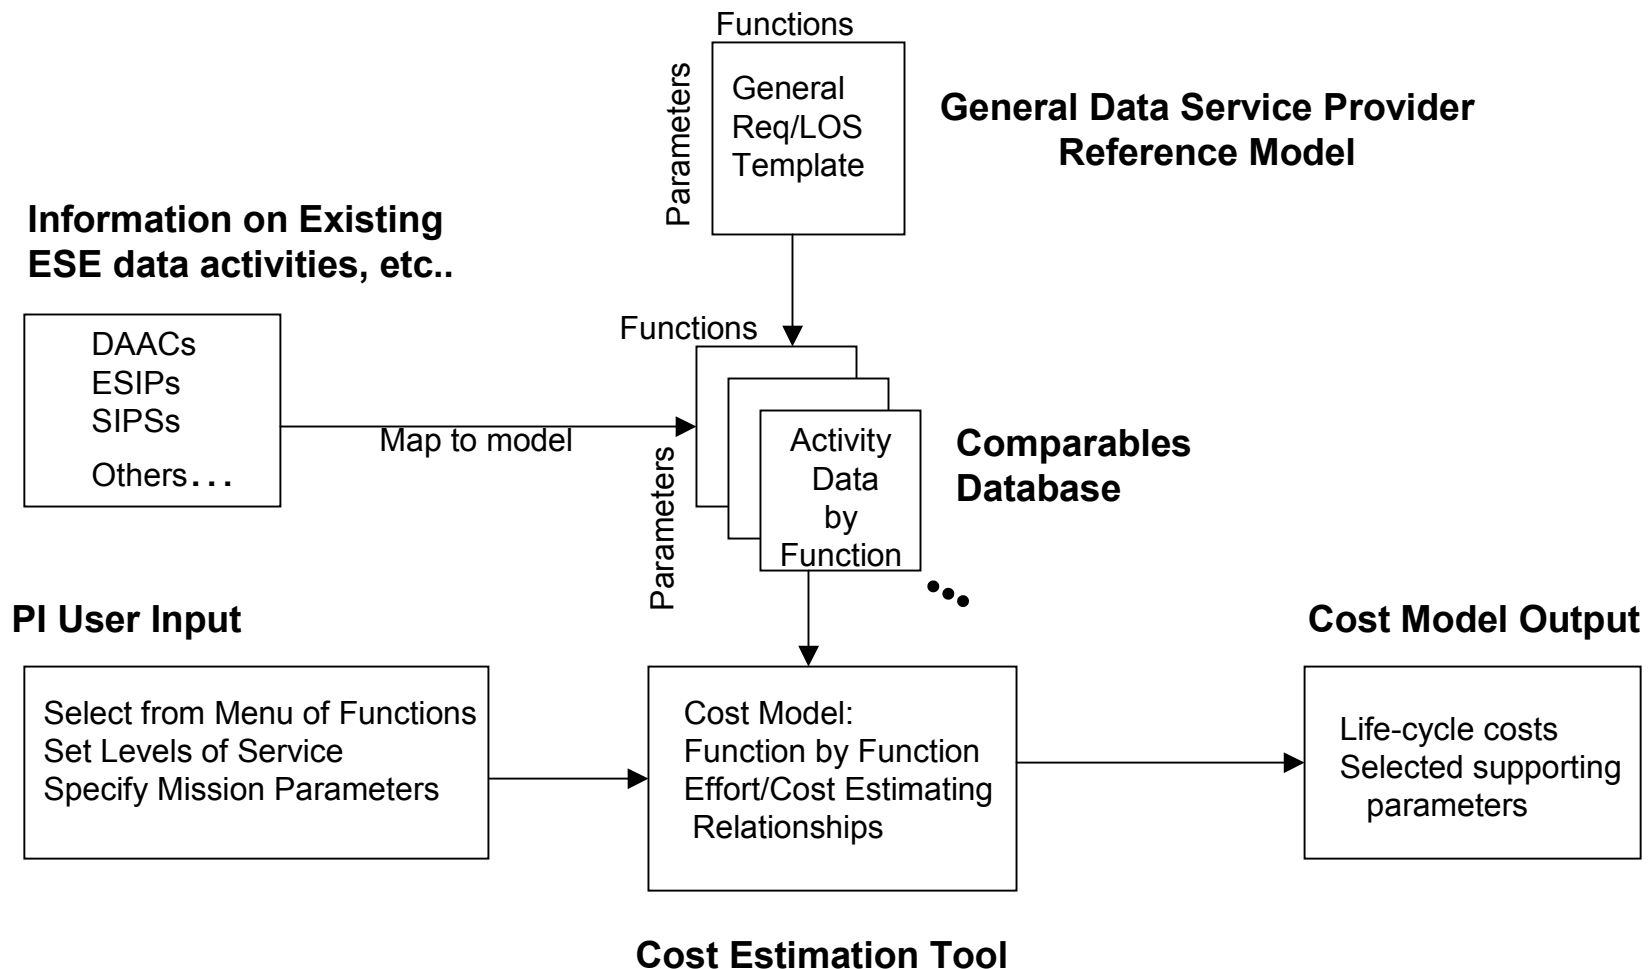 Functions
Parameters
General
Req/LOS
Template
General Data Service Provider
Reference Model
Information on Existing
ESE data activities, etc..
DAACs
ESIPs
SIPSs
Others...
Map to model
Functions
Parameters
Activity
Data
by
Function
Comparables
Database
PI User Input
Select from Menu of Functions
Set Levels of Service
Specify Mission Parameters
Cost Model:
Function by Function
Effort/Cost Estimating
Relationships
Cost Model Output
Life-cycle costs
Selected supporting
parameters
Cost Estimation Tool